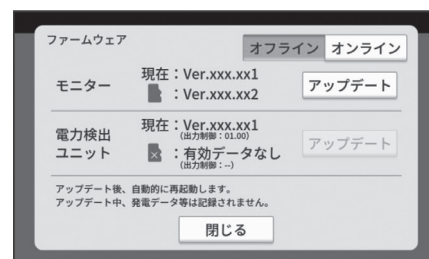 ファームウェア
オフライン オンライン
モニター
現在：Ver.xxx.xx1
：Ver.xxx.xx2
アップデート
電力検出
ユニット
現在：Ver.xxx.xx1
(出力制御：01.00)
：有効データなし
(出力制御：--)
アップデート
アップデート後、自動的に再起動します。
アップデート中、発電データ等は記録されません。
閉じる